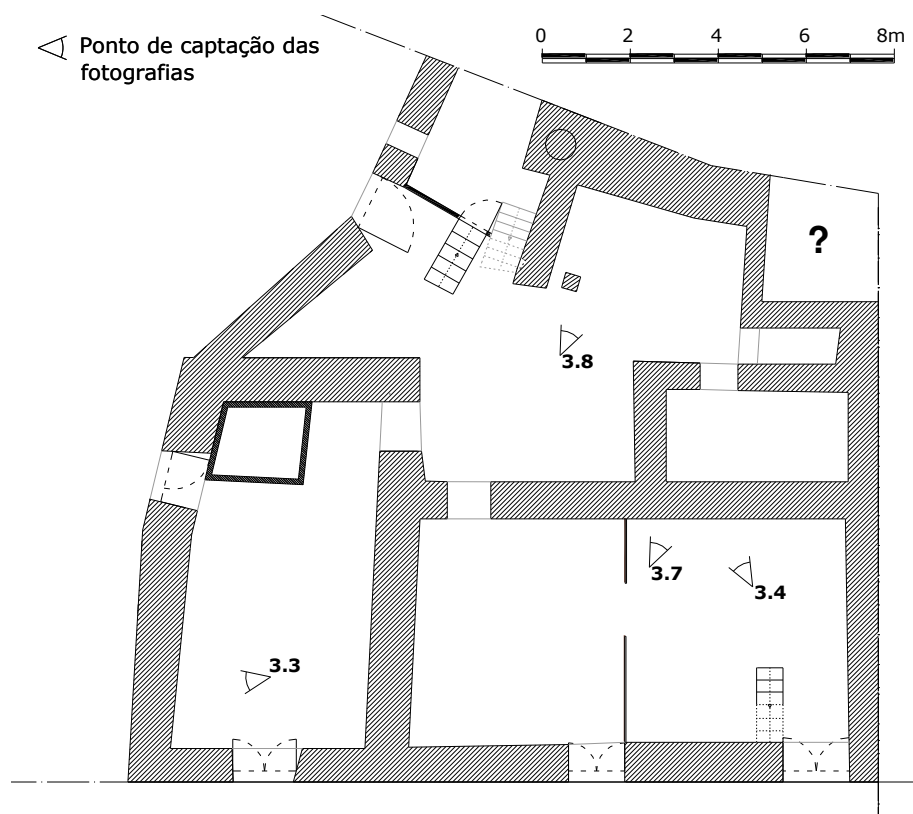 Ponto de captação das
fotografias
0 2 4 6 8m
?
3.8
3.7
3.4
3.3